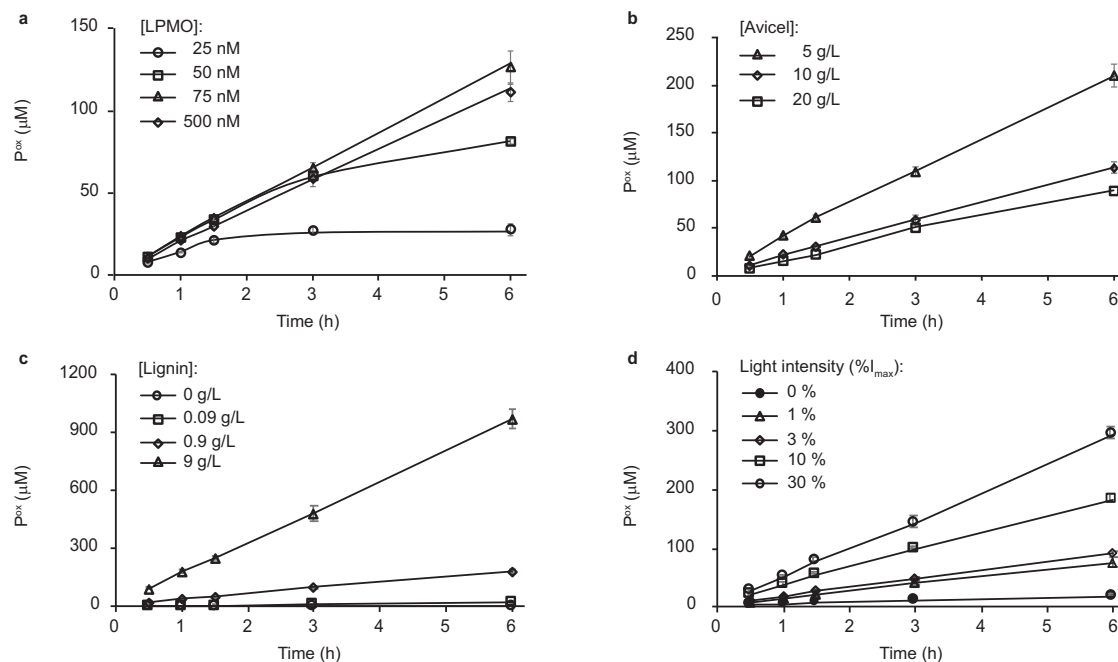 a
[LPMO]:
25 nM
50 nM
75 nM
500 nM
150
100
50
0
Pᵒˣ (μM)
0 1 2 3 4 5 6
Time (h)
b
[Avicel]:
5 g/L
10 g/L
20 g/L
250
200
150
100
50
0
Pᵒˣ (μM)
0 1 2 3 4 5 6
Time (h)
c
[Lignin]:
0 g/L
0.09 g/L
0.9 g/L
9 g/L
1200
900
600
300
0
Pᵒˣ (μM)
0 1 2 3 4 5 6
Time (h)
d
Light intensity (%Iₘₐₓ):
0 %
1 %
3 %
10 %
30 %
400
300
200
100
0
Pᵒˣ (μM)
0 1 2 3 4 5 6
Time (h)